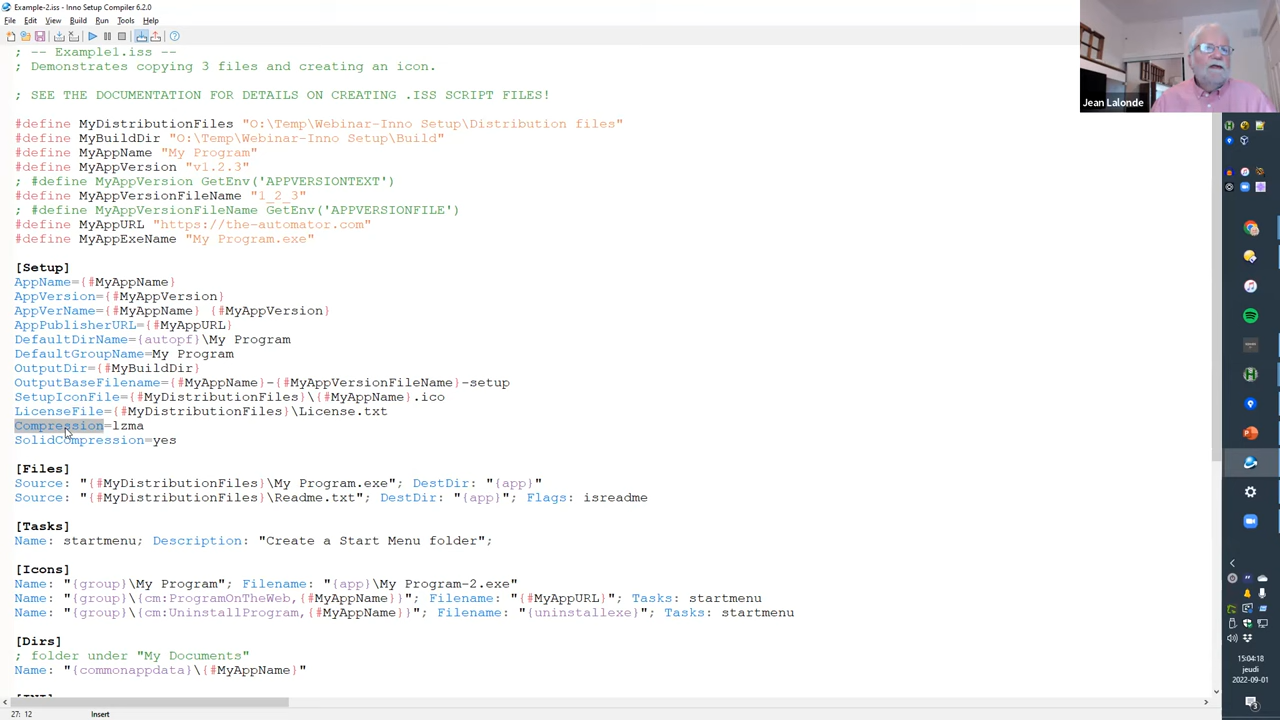 Example-2.iss - Inno Setup Compiler 6.2.0
File Edit View Build Run Tools Help
; -- Example1.iss --
; Demonstrates copying 3 files and creating an icon.
; SEE THE DOCUMENTATION FOR DETAILS ON CREATING .ISS SCRIPT FILES!
#define MyDistributionFiles "O:\Temp\Webinar-Inno Setup\Distribution files"
#define MyBuildDir "O:\Temp\Webinar-Inno Setup\Build"
#define MyAppName "My Program"
#define MyAppVersion "v1.2.3"
; #define MyAppVersion GetEnv('APPVERSIONTEXT')
#define MyAppVersionFileName "1_2_3"
; #define MyAppVersionFileName GetEnv('APPVERSIONFILE')
#define MyAppURL "https://the-automator.com"
#define MyAppExeName "My Program.exe"
[Setup]
AppName={#MyAppName}
AppVersion={#MyAppVersion}
AppVerName={#MyAppName} {#MyAppVersion}
AppPublisherURL={#MyAppURL}
DefaultDirName={autopf}\My Program
DefaultGroupName=My Program
OutputDir={#MyBuildDir}
OutputBaseFilename={#MyAppName}-{#MyAppVersionFileName}-setup
SetupIconFile={#MyDistributionFiles}\{#MyAppName}.ico
LicenseFile={#MyDistributionFiles}\License.txt
Compression=lzma
SolidCompression=yes
[Files]
Source: "{#MyDistributionFiles}\My Program.exe"; DestDir: "{app}"
Source: "{#MyDistributionFiles}\Readme.txt"; DestDir: "{app}"; Flags: isreadme
[Tasks]
Name: startmenu; Description: "Create a Start Menu folder";
[Icons]
Name: "{group}\My Program"; Filename: "{app}\My Program-2.exe"
Name: "{group}\{cm:ProgramOnTheWeb,{#MyAppName}}"; Filename: "{#MyAppURL}"; Tasks: startmenu
Name: "{group}\{cm:UninstallProgram,{#MyAppName}}"; Filename: "{uninstallexe}"; Tasks: startmenu
[Dirs]
; folder under "My Documents"
Name: "{commonappdata}\{#MyAppName}"
27: 12 Insert
Jean Lalonde
15:04:18
jeudi
2022-09-01